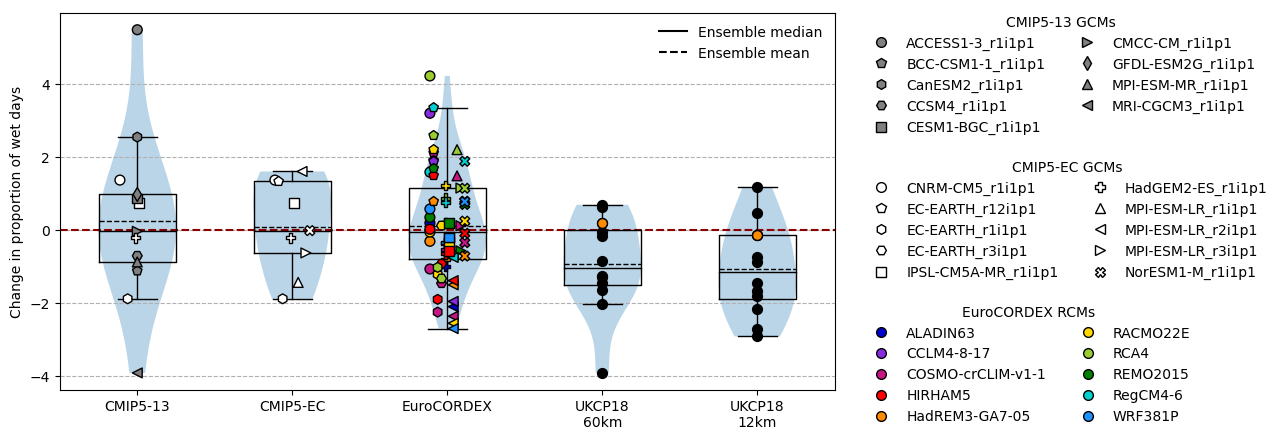 Change in proportion of wet days
4
2
0
−2
−4
CMIP5-13
CMIP5-EC
EuroCORDEX
UKCP18
60km
UKCP18
12km
Ensemble median
Ensemble mean
CMIP5-13 GCMs
ACCESS1-3_r1i1p1
BCC-CSM1-1_r1i1p1
CanESM2_r1i1p1
CCSM4_r1i1p1
CESM1-BGC_r1i1p1
CMCC-CM_r1i1p1
GFDL-ESM2G_r1i1p1
MPI-ESM-MR_r1i1p1
MRI-CGCM3_r1i1p1
CMIP5-EC GCMs
CNRM-CM5_r1i1p1
EC-EARTH_r12i1p1
EC-EARTH_r1i1p1
EC-EARTH_r3i1p1
IPSL-CM5A-MR_r1i1p1
HadGEM2-ES_r1i1p1
MPI-ESM-LR_r1i1p1
MPI-ESM-LR_r2i1p1
MPI-ESM-LR_r3i1p1
NorESM1-M_r1i1p1
EuroCORDEX RCMs
ALADIN63
CCLM4-8-17
COSMO-crCLIM-v1-1
HIRHAM5
HadREM3-GA7-05
RACMO22E
RCA4
REMO2015
RegCM4-6
WRF381P